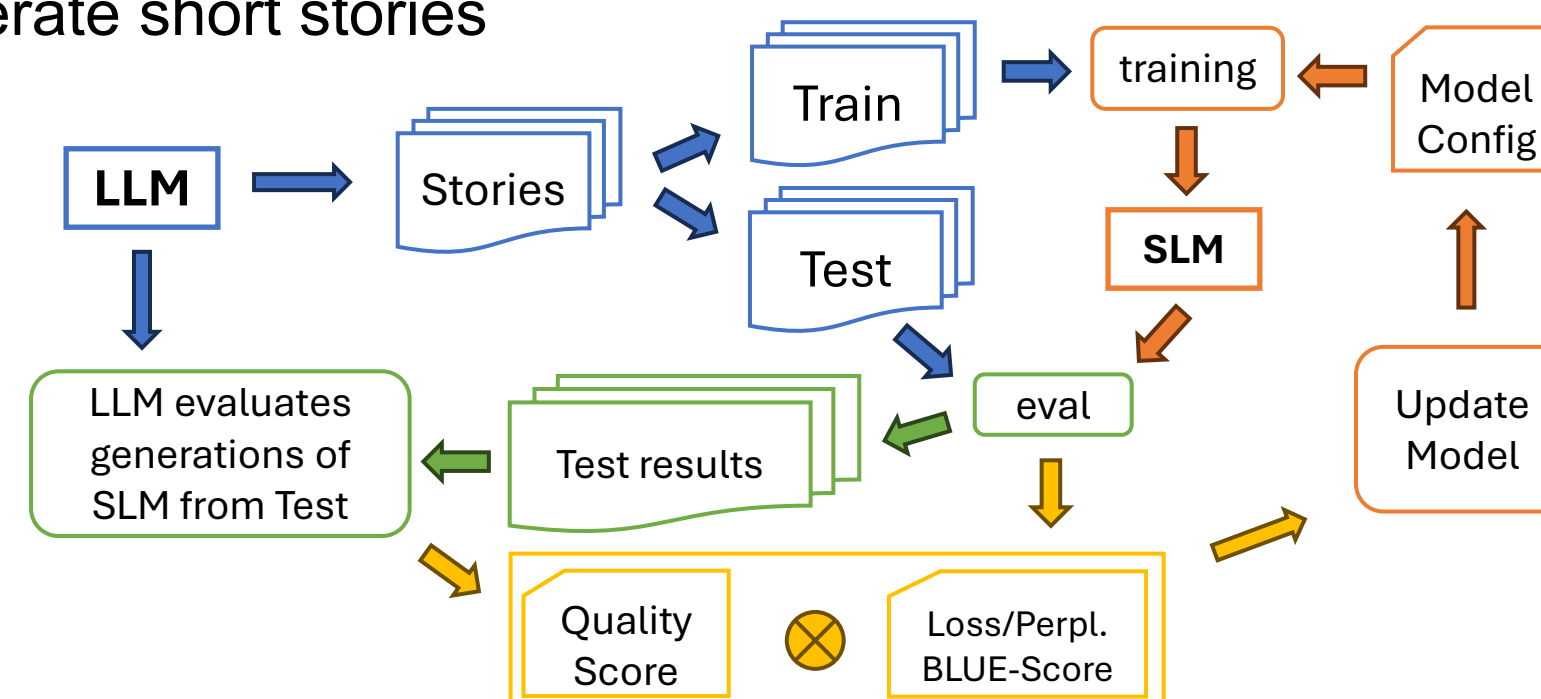 erate short stories
LLM
Stories
Train
Test
training
Model
Config
SLM
eval
Update
Model
Test results
LLM evaluates
generations of
SLM from Test
Quality
Score
Loss/Perpl.
BLUE-Score